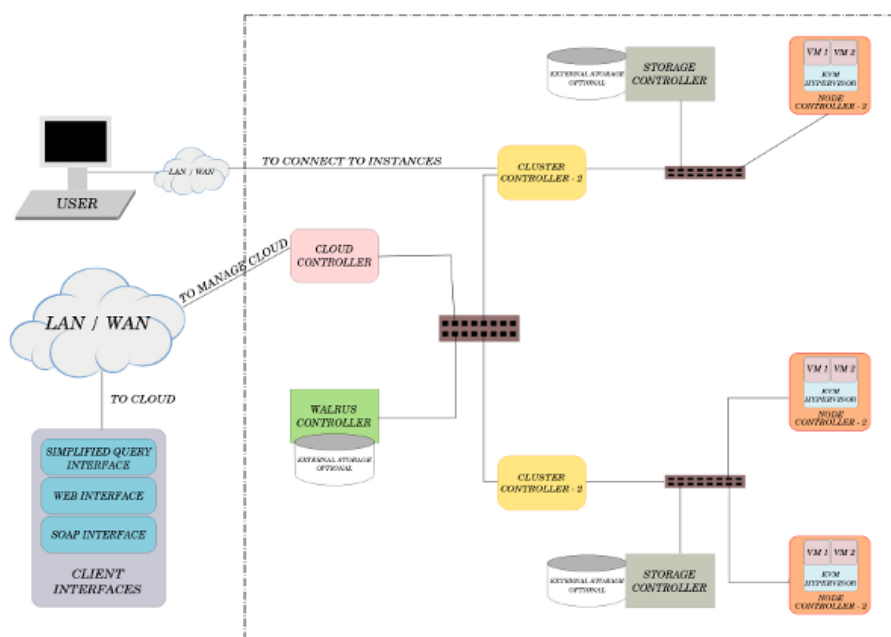 EXTERNAL STORAGE
OPTIONAL
STORAGE
CONTROLLER
VM 1 VM 2
KVM
HYPERVISOR
NODE
CONTROLLER - 2
USER
LAN / WAN
TO CONNECT TO INSTANCES
CLUSTER
CONTROLLER - 2
TO MANAGE CLOUD
CLOUD
CONTROLLER
LAN / WAN
TO CLOUD
WALRUS
CONTROLLER
EXTERNAL STORAGE
OPTIONAL
VM 1 VM 2
KVM
HYPERVISOR
NODE
CONTROLLER - 2
SIMPLIFIED QUERY
INTERFACE
WEB INTERFACE
SOAP INTERFACE
CLIENT
INTERFACES
CLUSTER
CONTROLLER - 2
EXTERNAL STORAGE
OPTIONAL
STORAGE
CONTROLLER
VM 1 VM 2
KVM
HYPERVISOR
NODE
CONTROLLER - 2